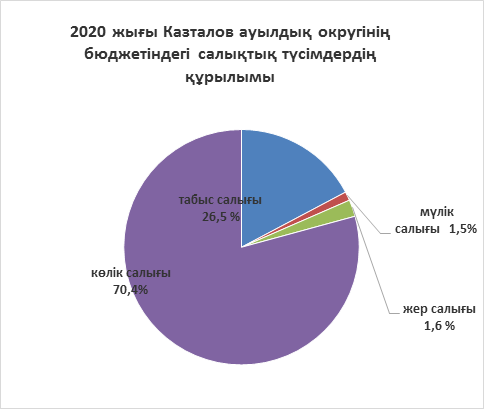 2020 жығы Казталов ауылдық округінің
бюджетіндегі салықтық түсімдердің
құрылымы
табыс салығы
26,5 %
мүлік
салығы 1,5%
көлік салығы
70,4%
жер салығы
1,6 %